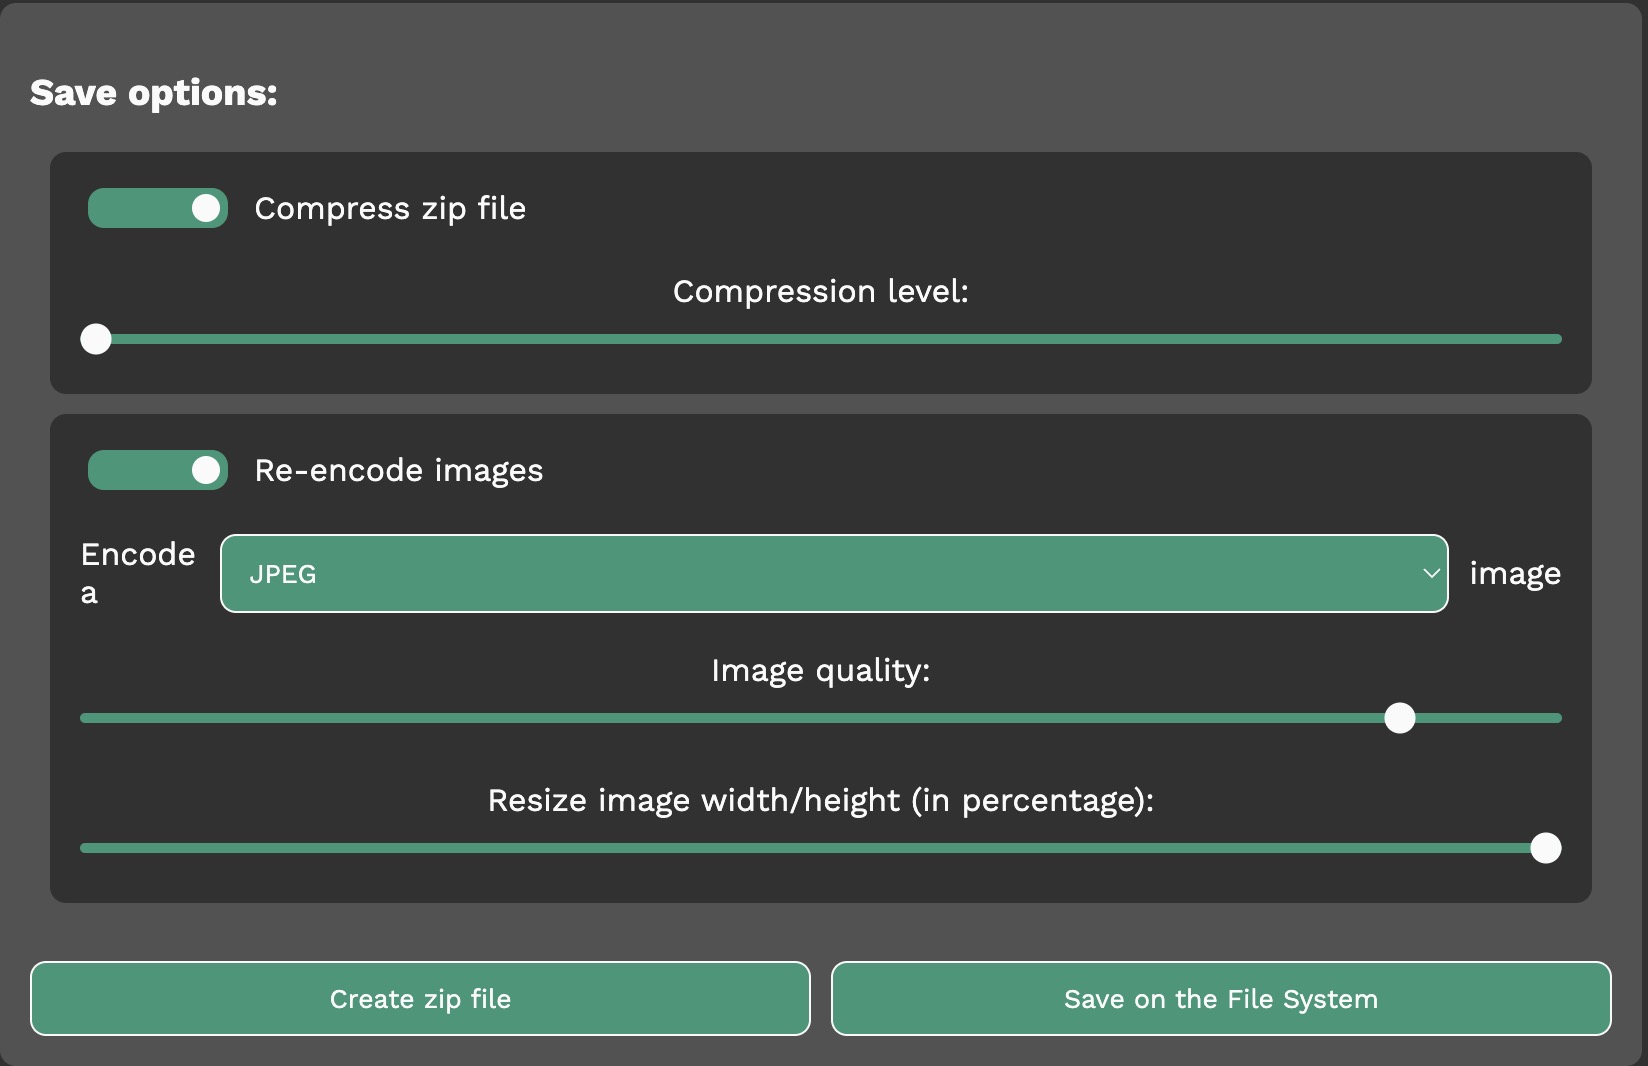 Save options:
Compress zip file
Compression level:
Re-encode images
Encode
a
JPEG
image
Image quality:
Resize image width/height (in percentage):
Create zip file
Save on the File System